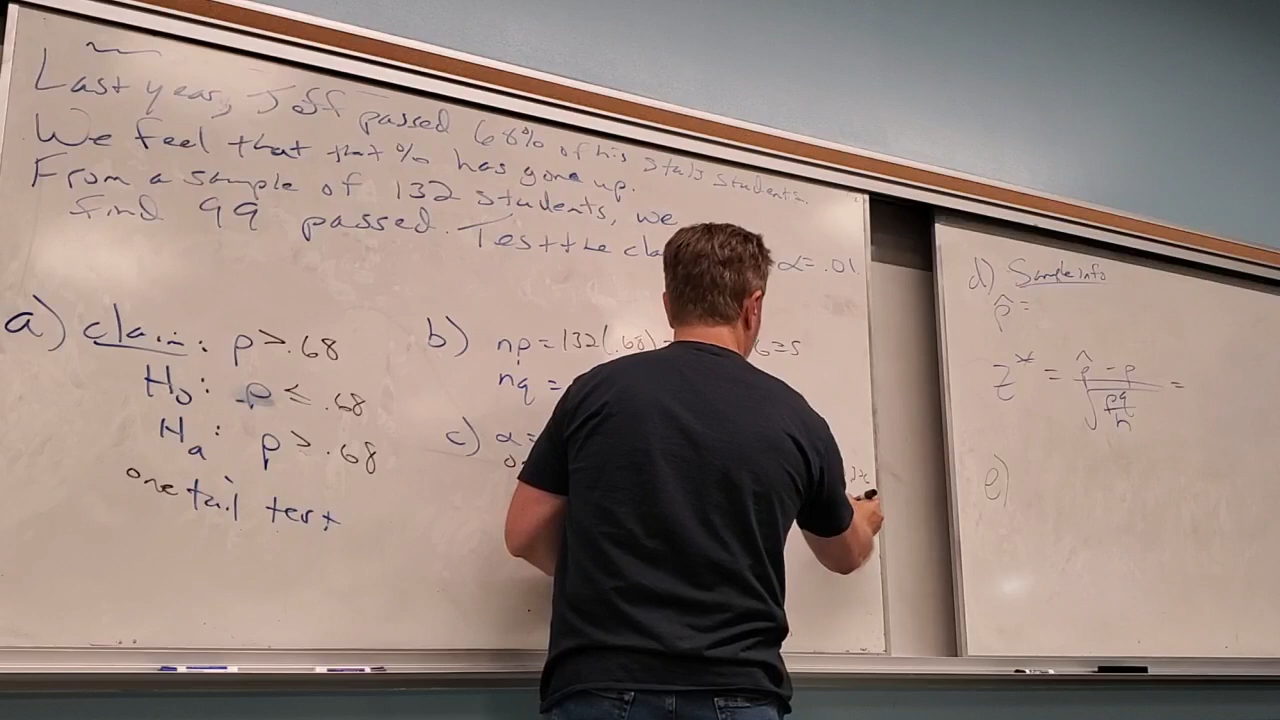 Last year, Jeff passed 68% of his stats students.
We feel that that % has gone up.
From a sample of 132 students, we
find 99 passed. Test the cla α = .01
a) claim: p > .68
H₀: p ≤ .68
Hₐ: p > .68
one tail test
b) np = 132(.68)
nq =
c) α =
d) Sample info
p̂ =
z* = p̂ - p / √(pq/n) =
e)